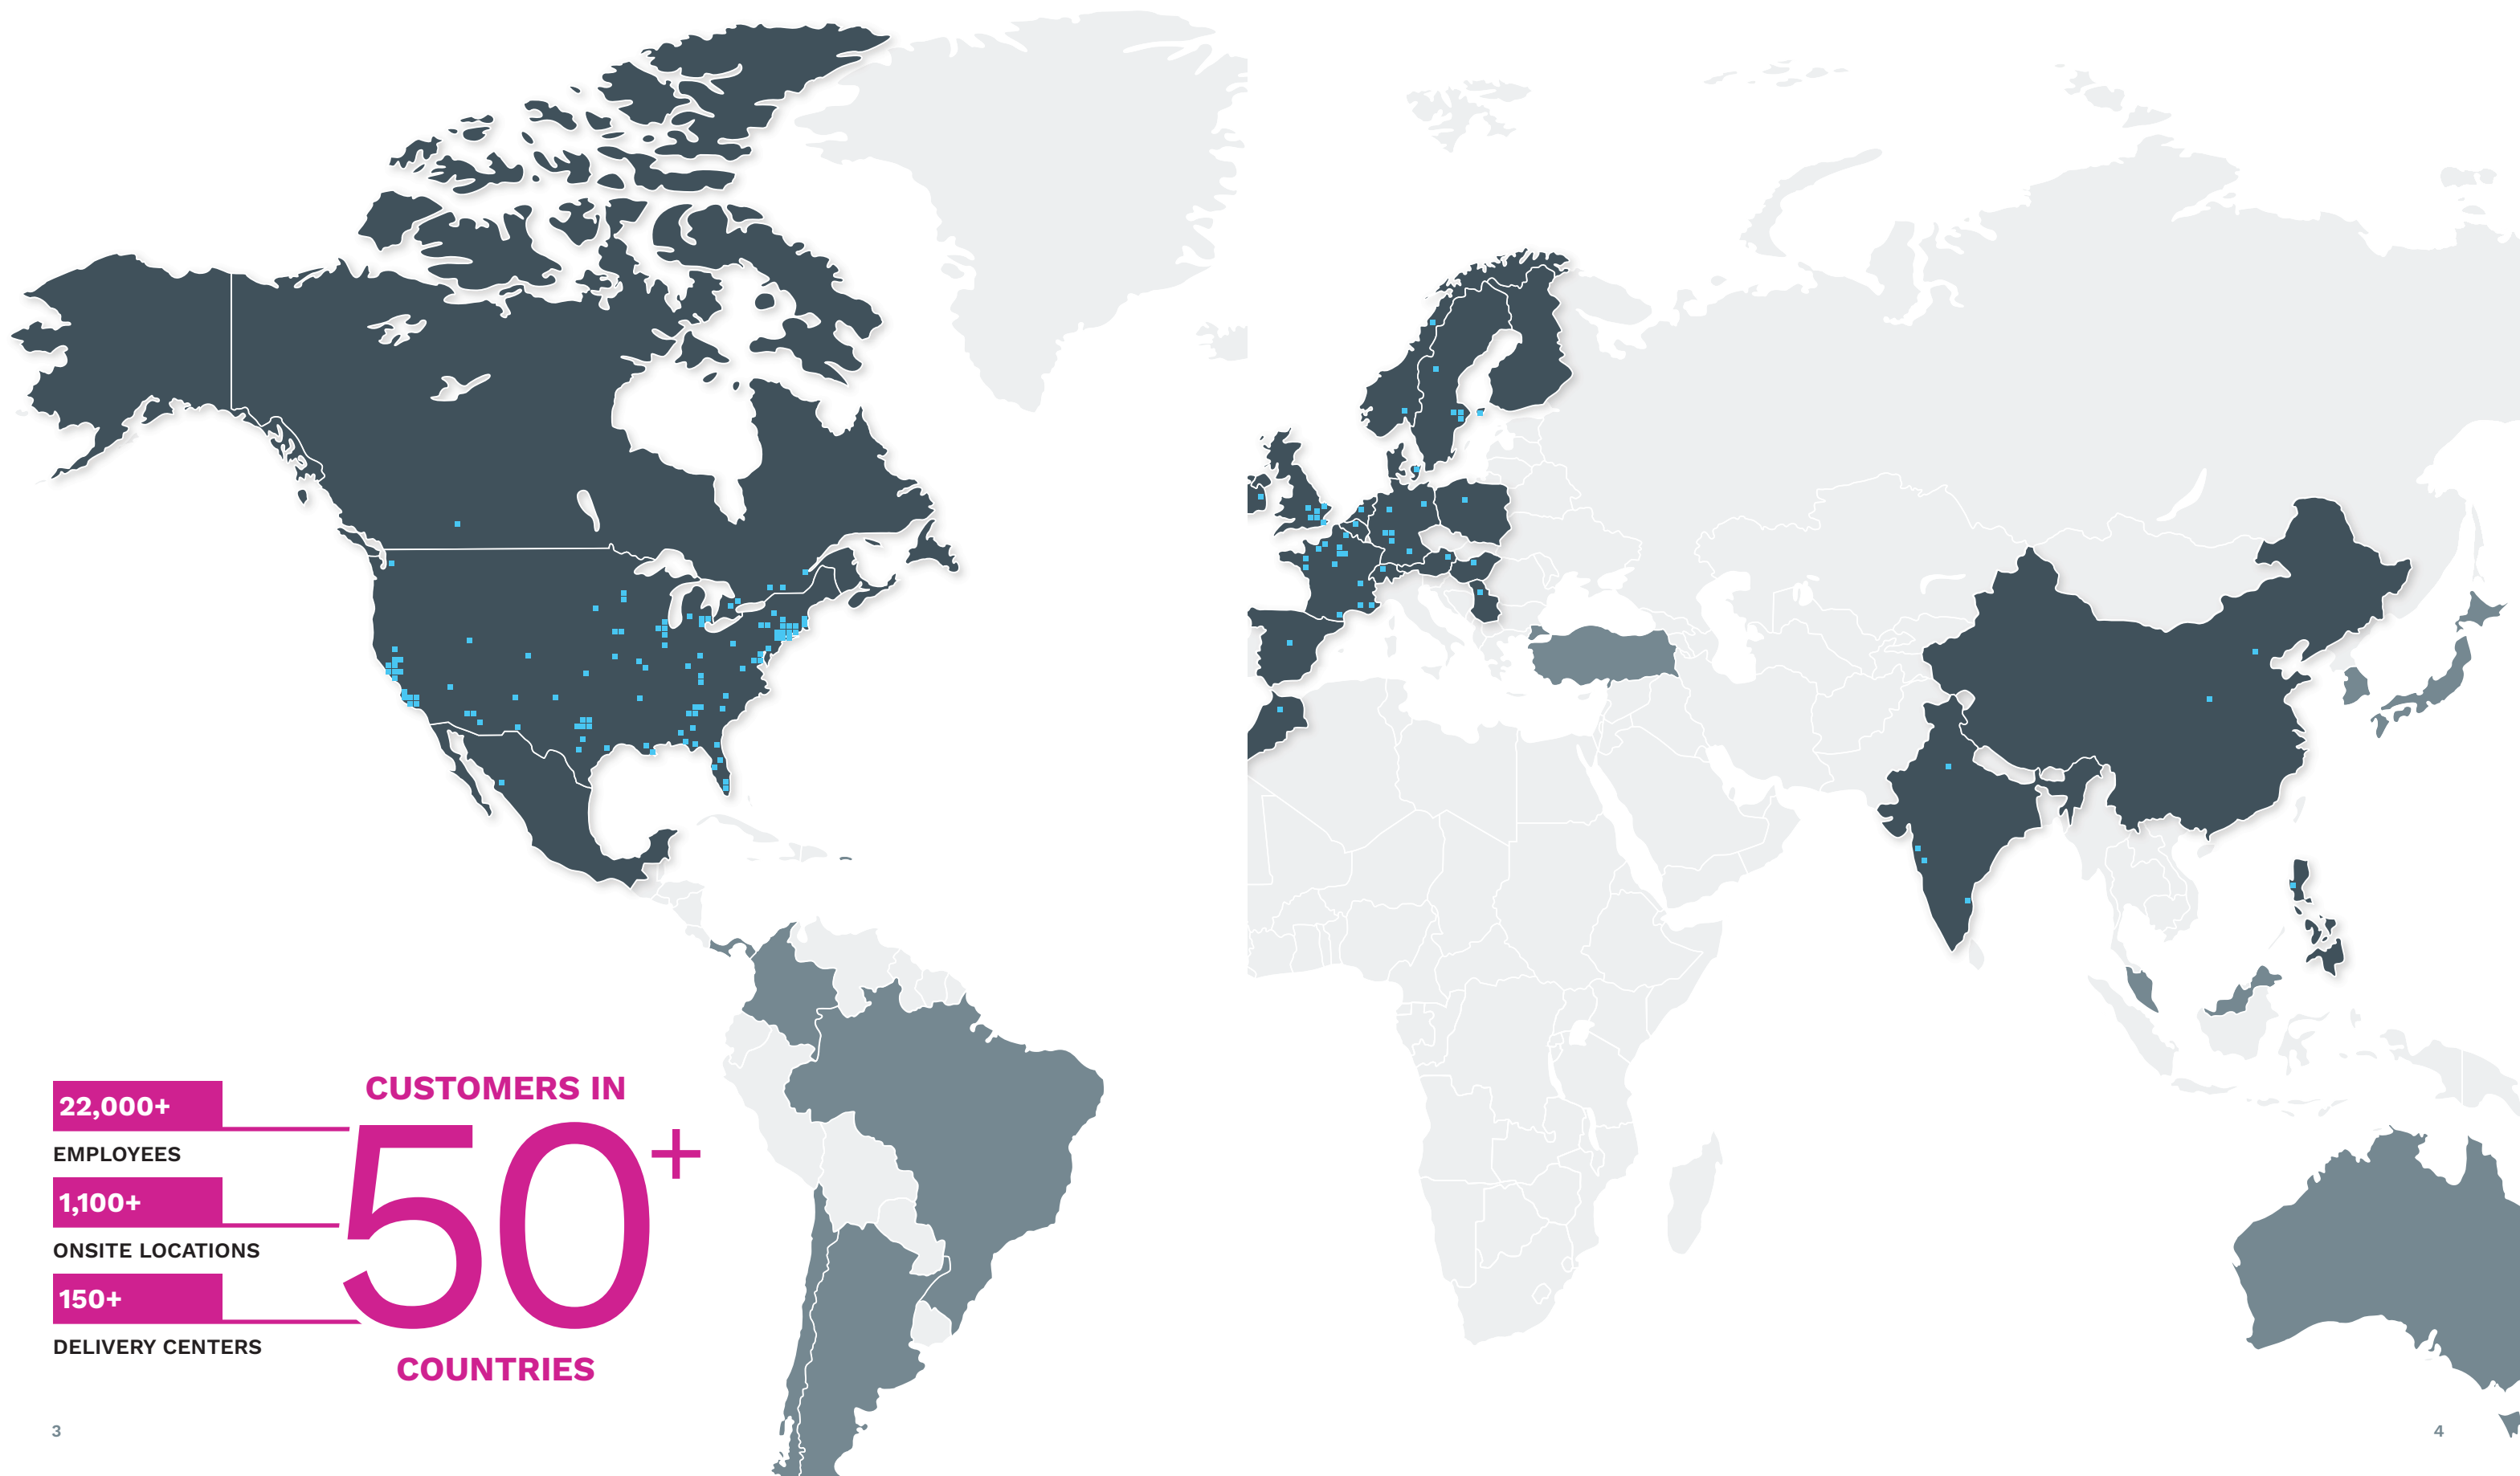 22,000+
EMPLOYEES
1,100+
ONSITE LOCATIONS
150+
DELIVERY CENTERS
CUSTOMERS IN
50+
COUNTRIES
3
4